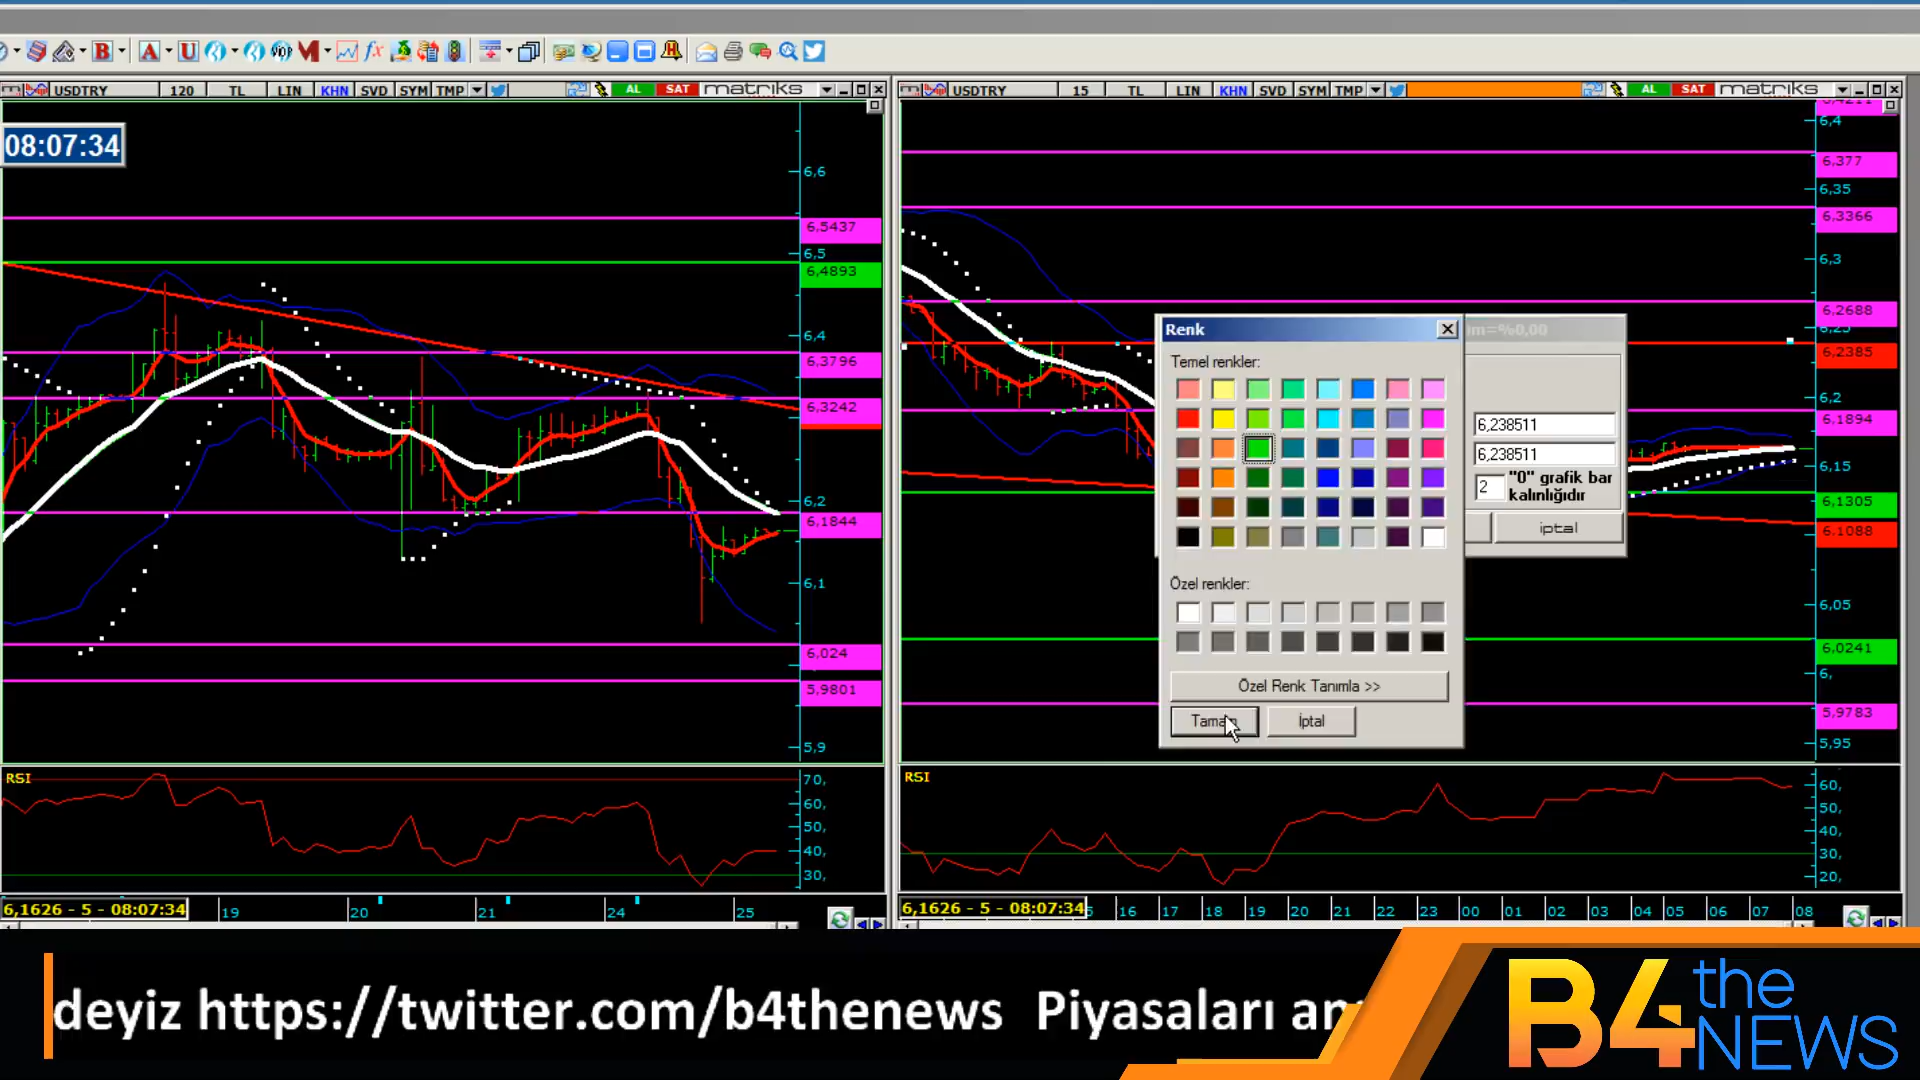 B A U VOP M fx H
USDTRY 120 TL LIN KHN SVD SYM TMP AL SAT matriks
08:07:34
6,6
6,5437
6,5
6,4893
6,4
6,3796
6,3242
6,2
6,1844
6,1
6,024
5,9801
5,9
RSI
70,
60,
50,
40,
30,
6,1626 - 5 - 08:07:34
19 20 21 24 25
USDTRY 15 TL LIN KHN SVD SYM TMP AL SAT matriks
6,4
6,377
6,35
6,3366
6,3
6,2688
6,25
6,2385
6,2
6,1894
6,15
6,1305
6,1088
6,05
6,0241
6,
5,9783
5,95
Renk
Temel renkler:
Özel renkler:
Özel Renk Tanımla >>
Tamam
İptal
im=%0,00
6,238511
6,238511
2 "0" grafik bar
kalınlığıdır
iptal
RSI
60,
50,
40,
30,
20,
6,1626 - 5 - 08:07:34
16 17 18 19 20 21 22 23 00 01 02 03 04 05 06 07 08
deyiz https://twitter.com/b4thenews Piyasaları an
B4 the NEWS